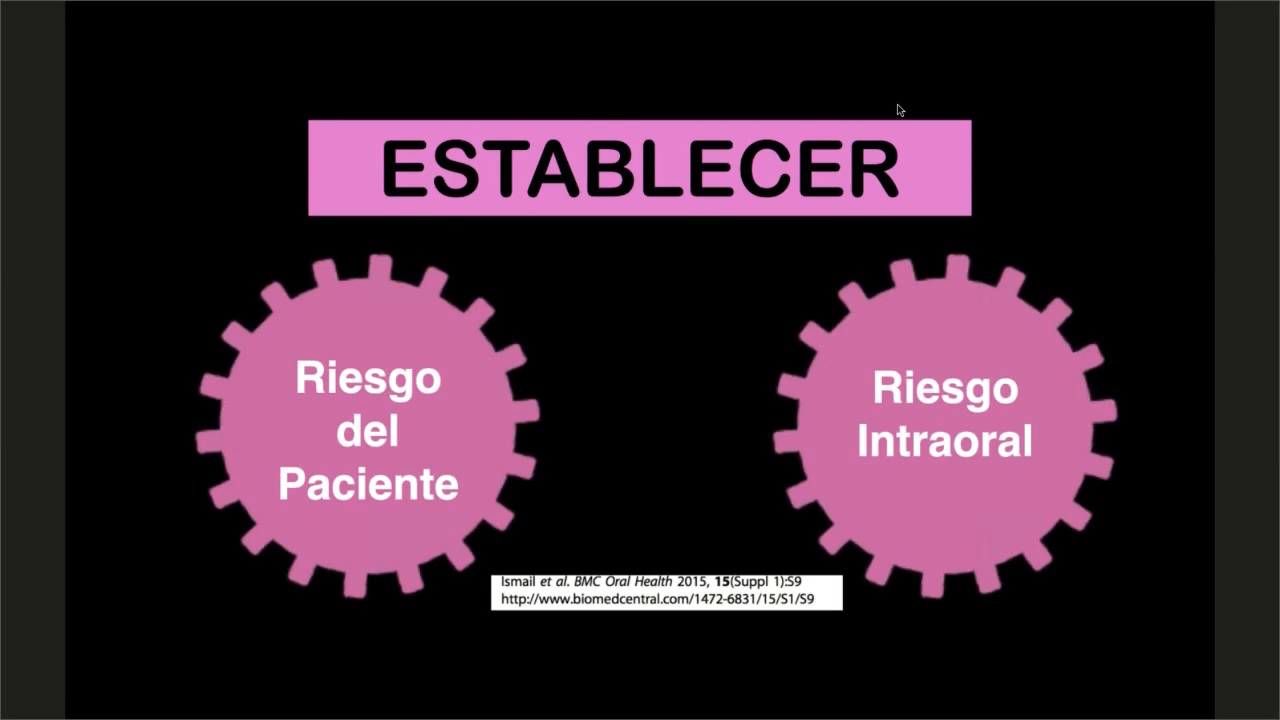 ESTABLECER
Riesgo
del
Paciente
Riesgo
Intraoral
Ismail et al. BMC Oral Health 2015, 15(Suppl 1):S9
http://www.biomedcentral.com/1472-6831/15/S1/S9